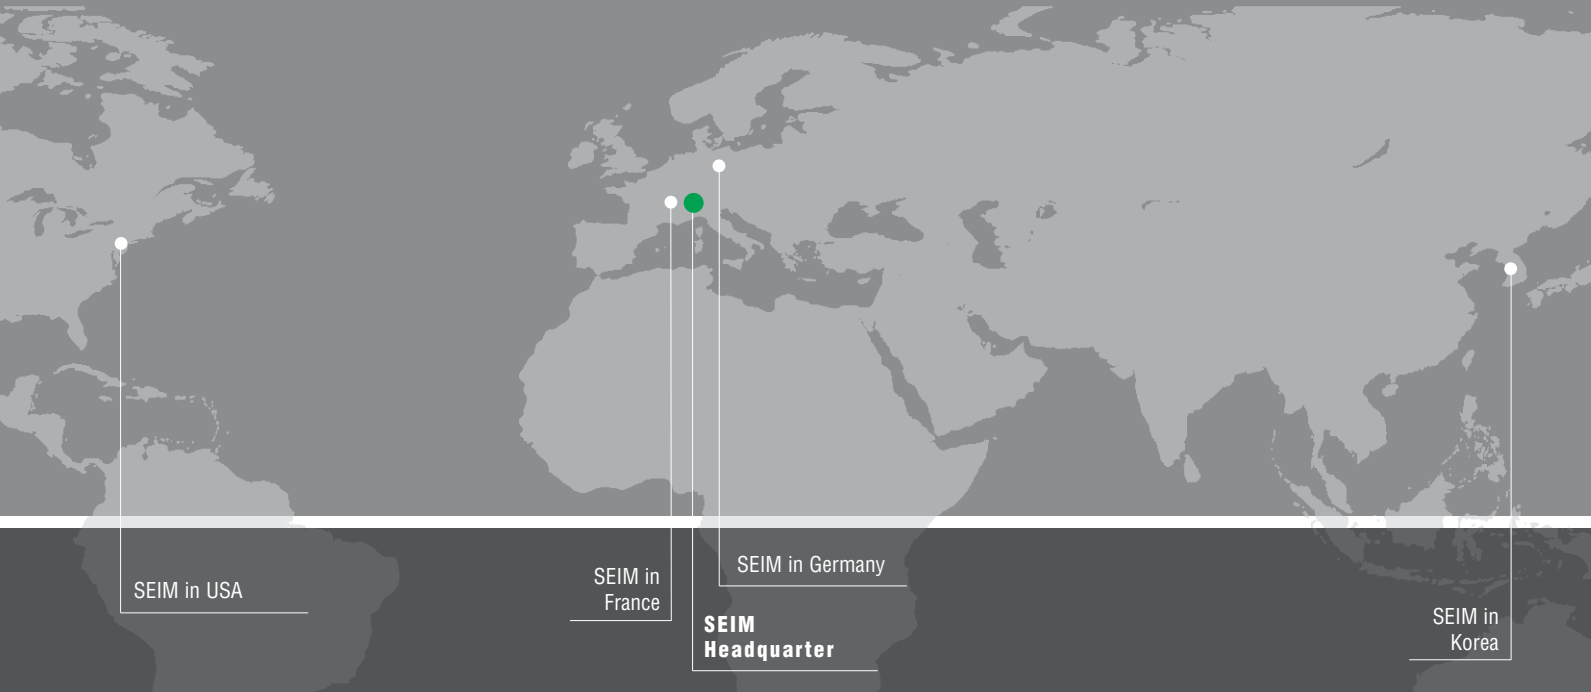 SEIM in USA
SEIM in
France
SEIM in Germany
SEIM
Headquarter
SEIM in
Korea